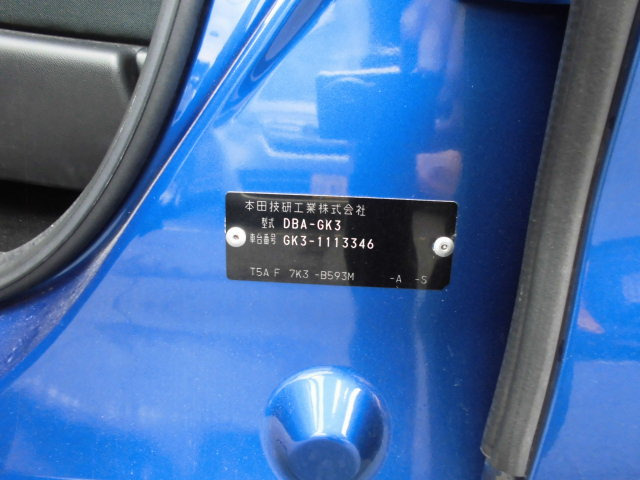 本田技研工業株式会社
型式 DBA-GK3
車台番号 GK3-1113346
T5A F 7K3 -B593M -A -S